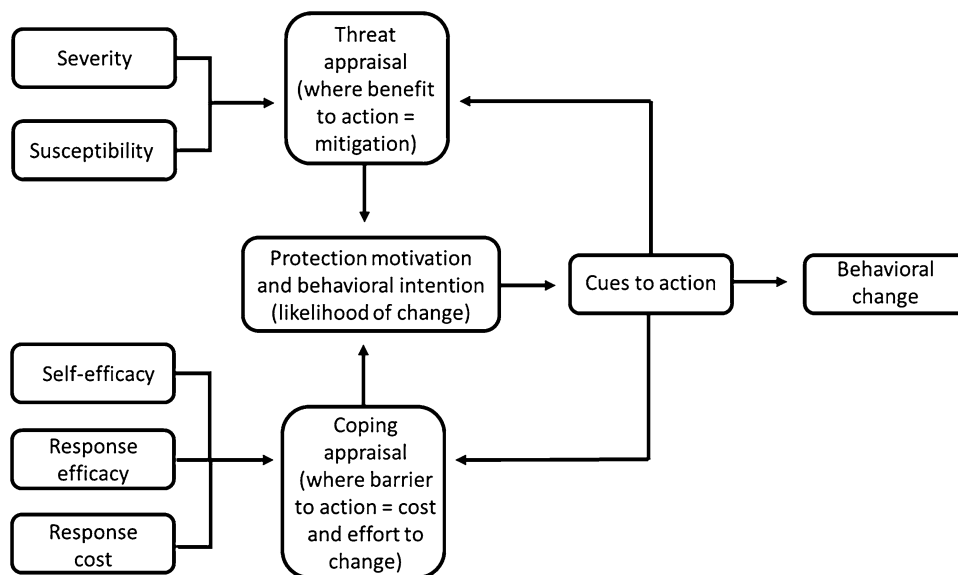 Severity
Susceptibility
Threat
appraisal
(where benefit
to action =
mitigation)
Protection motivation
and behavioral intention
(likelihood of change)
Cues to action
Behavioral
change
Self-efficacy
Response
efficacy
Response
cost
Coping
appraisal
(where barrier
to action = cost
and effort to
change)